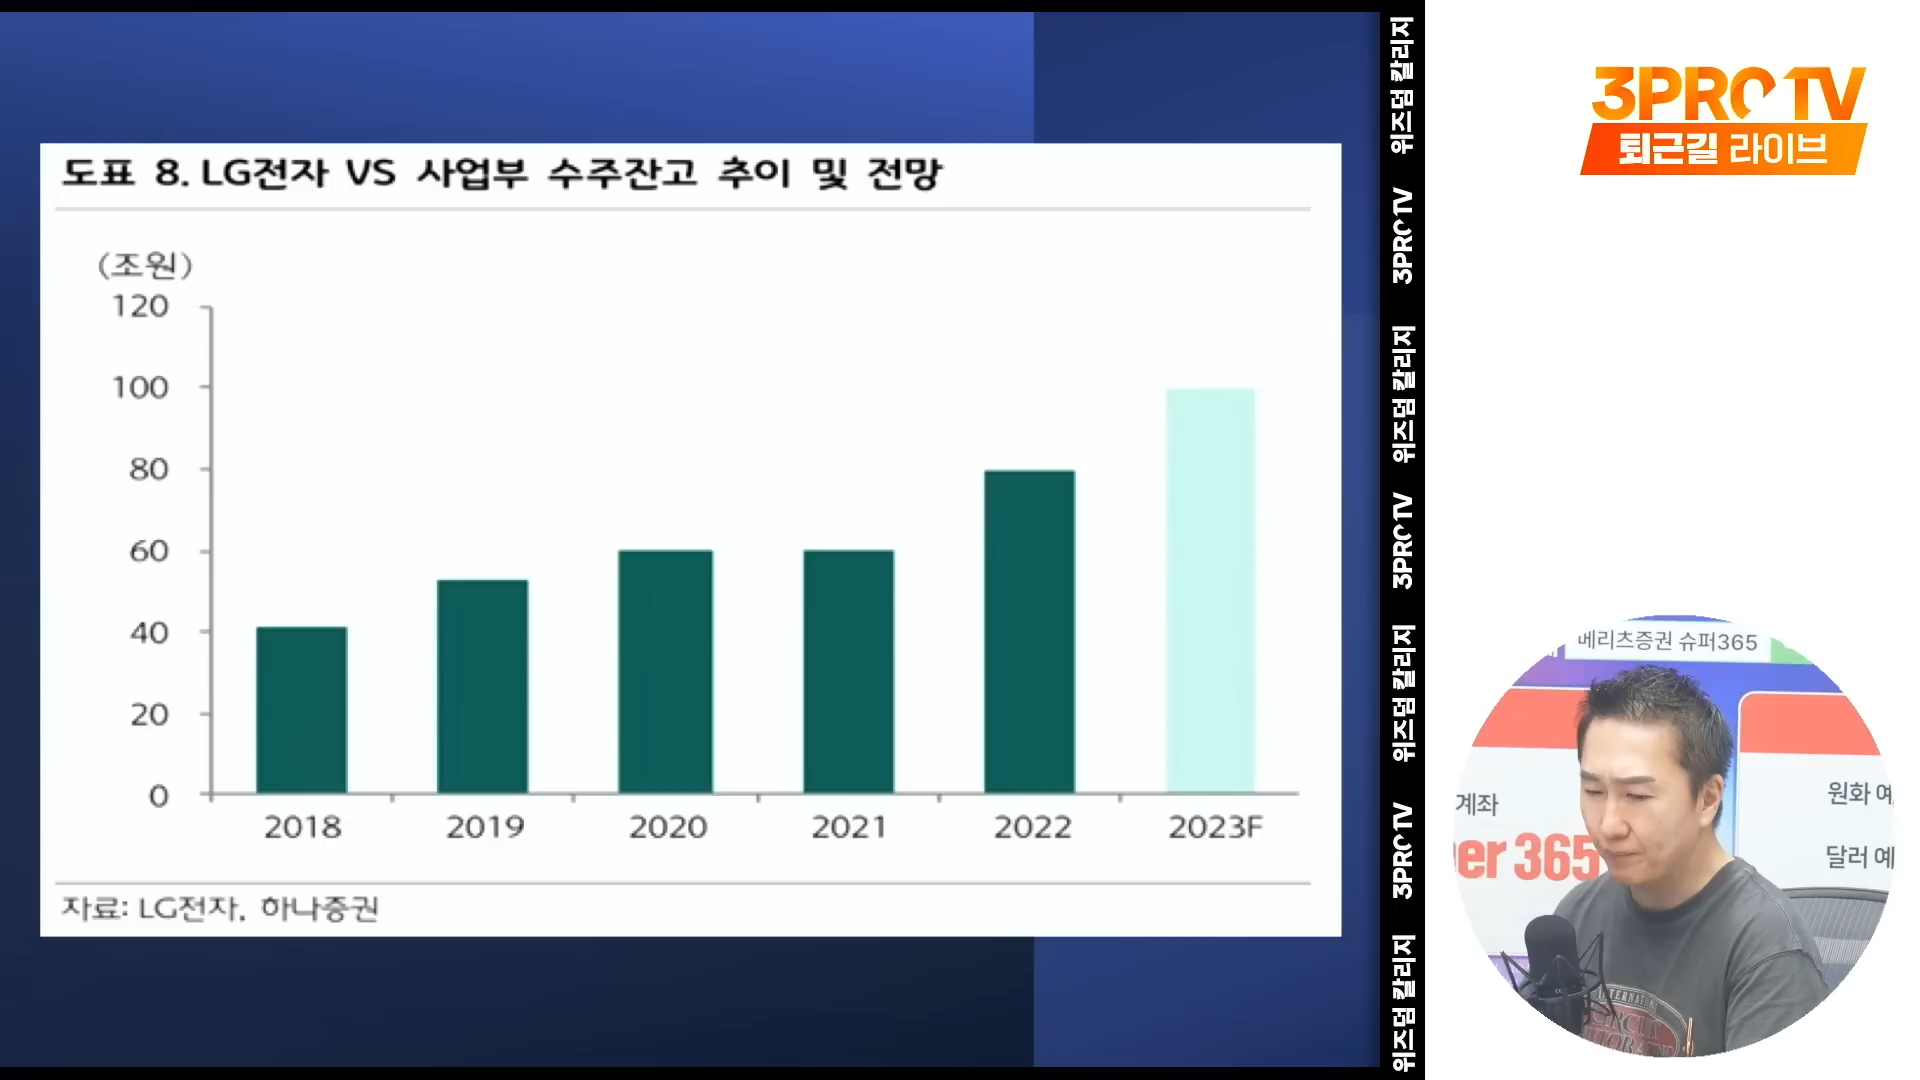 도표 8. LG전자 VS 사업부 수주잔고 추이 및 전망
(조원)
120
100
80
60
40
20
0
2018 2019 2020 2021 2022 2023F
자료: LG전자, 하나증권
위즈덤 칼리지 3PROTV 위즈덤 칼리지 3PROTV 위즈덤 칼리지 3PROTV 위즈덤 칼리지
3PROTV
퇴근길 라이브
메리츠증권 슈퍼365
계좌
er 365
원화 예
달러 예
INTERNAT
CIRCUIT